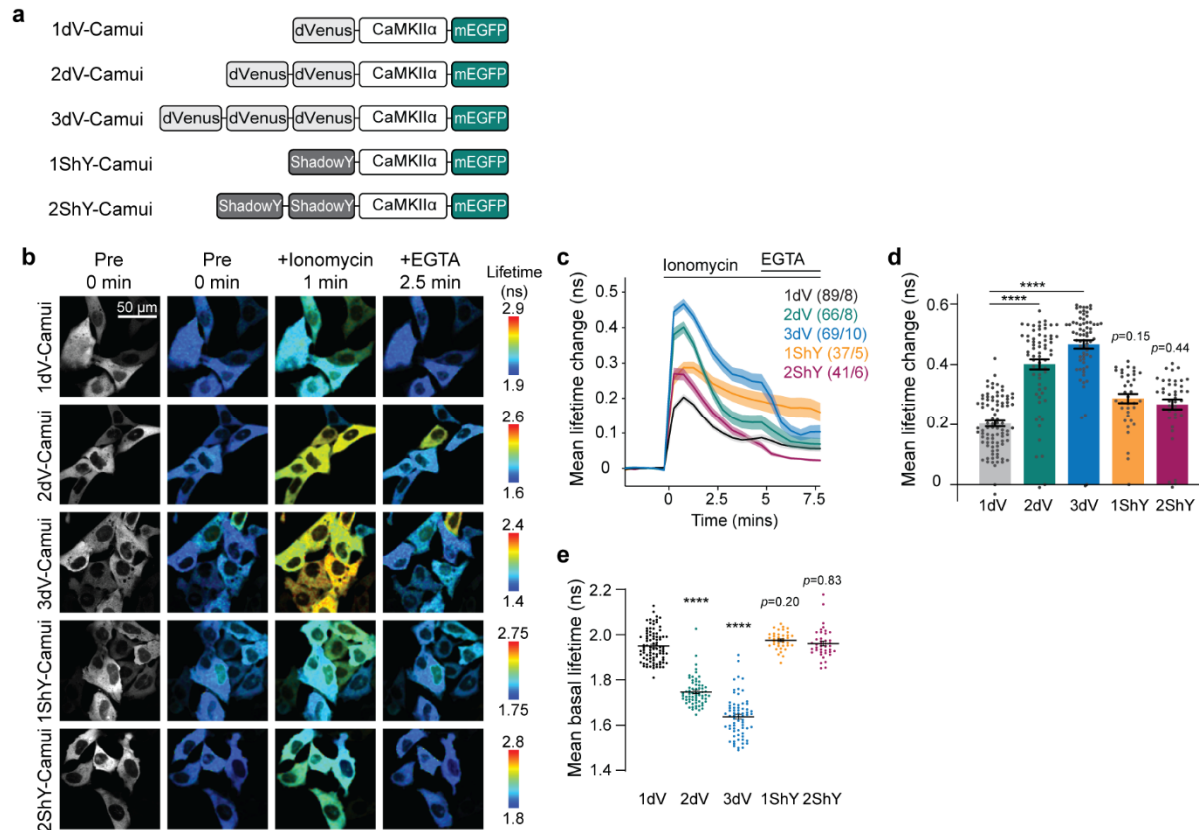 a
1dV-Camui dVenus CaMKIIα mEGFP
2dV-Camui dVenus dVenus CaMKIIα mEGFP
3dV-Camui dVenus dVenus dVenus CaMKIIα mEGFP
1ShY-Camui ShadowY CaMKIIα mEGFP
2ShY-Camui ShadowY ShadowY CaMKIIα mEGFP
b
Pre Pre +Ionomycin +EGTA
0 min 0 min 1 min 2.5 min
Lifetime
(ns)
50 µm
1dV-Camui
2.9
1.9
2dV-Camui
2.6
1.6
3dV-Camui
2.4
1.4
1ShY-Camui
2.75
1.75
2ShY-Camui
2.8
1.8
c
Ionomycin
EGTA
Mean lifetime change (ns)
0.5
0.4
0.3
0.2
0.1
0
1dV (89/8)
2dV (66/8)
3dV (69/10)
1ShY (37/5)
2ShY (41/6)
0 2.5 5 7.5
Time (mins)
d
Mean lifetime change (ns)
0.6
0.4
0.2
0
****
****
p=0.15
p=0.44
1dV 2dV 3dV 1ShY 2ShY
e
Mean basal lifetime (ns)
2.2
2.0
1.8
1.6
1.4
****
****
p=0.20
p=0.83
1dV 2dV 3dV 1ShY 2ShY